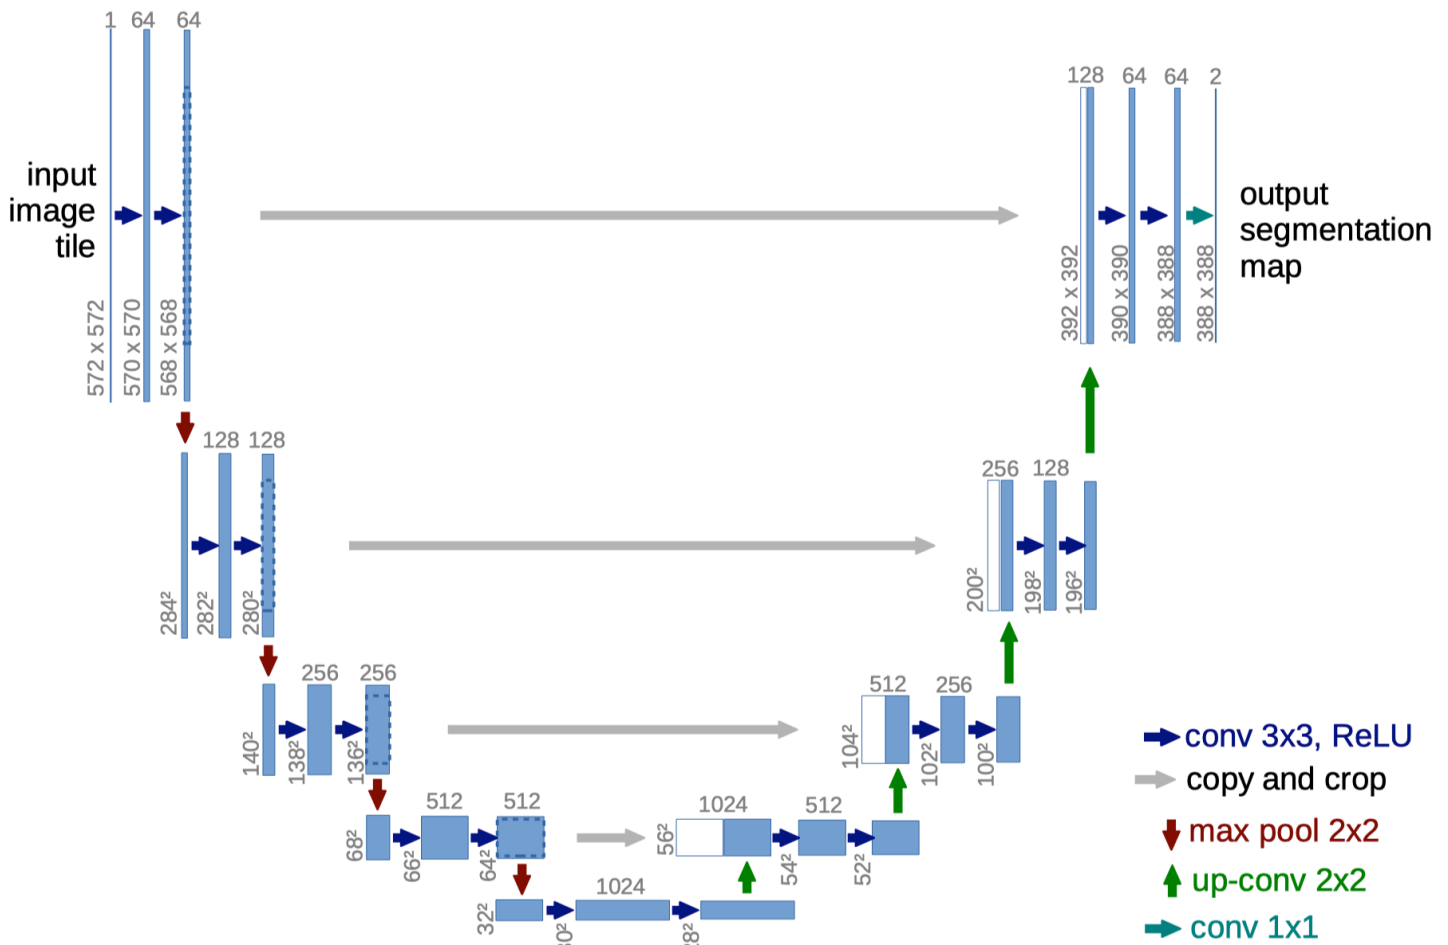 1 64 64
128 64 64 2
input
image
tile
output
segmentation
map
572 x 572
570 x 570
568 x 568
392 x 392
390 x 390
388 x 388
388 x 388
128 128
256 128
284²
282²
280²
200²
198²
196²
256 256
512 256
140²
138²
136²
104²
102²
100²
conv 3x3, ReLU
copy and crop
max pool 2x2
up-conv 2x2
conv 1x1
512 512
1024 512
68²
66²
64²
56²
54²
52²
1024
32²